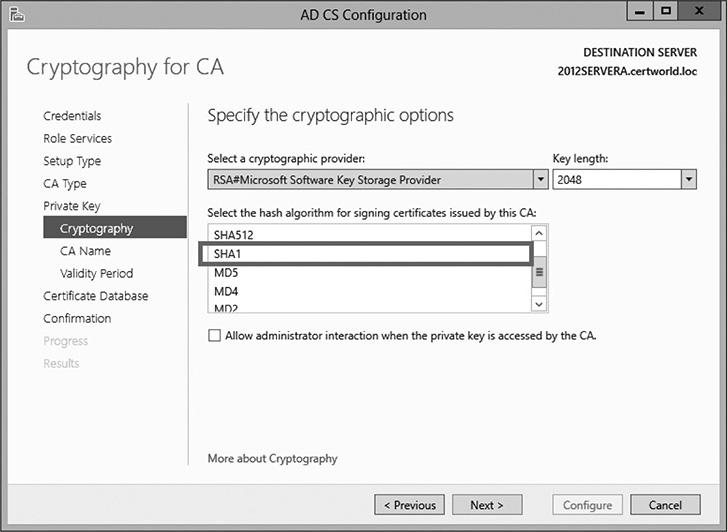 AD CS Configuration
Cryptography for CA
DESTINATION SERVER
2012SERVERA.certworld.loc
Credentials
Role Services
Setup Type
CA Type
Private Key
Cryptography
CA Name
Validity Period
Certificate Database
Confirmation
Progress
Results
Specify the cryptographic options
Select a cryptographic provider:
Key length:
RSA#Microsoft Software Key Storage Provider
2048
Select the hash algorithm for signing certificates issued by this CA:
SHA512
SHA1
MD5
MD4
MD2
Allow administrator interaction when the private key is accessed by the CA.
More about Cryptography
< Previous
Next >
Configure
Cancel